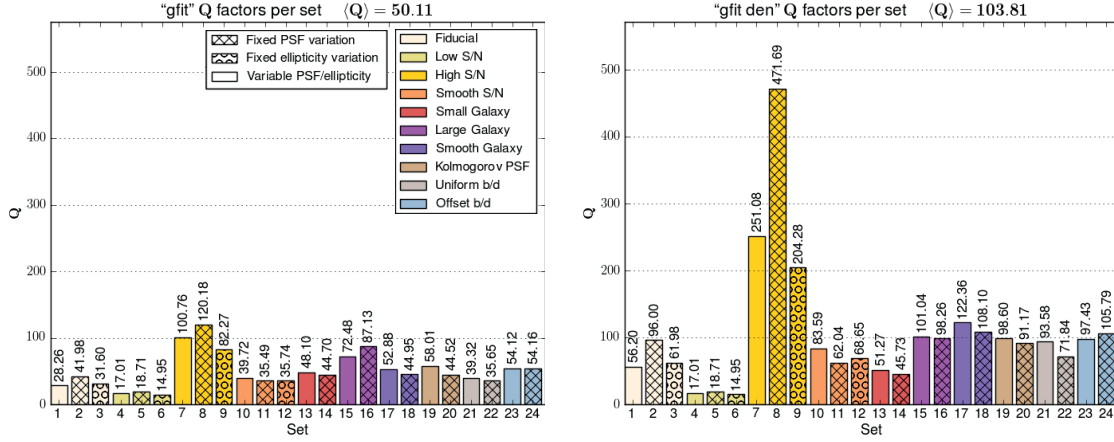 "gfit" Q factors per set ⟨Q⟩ = 50.11
Fixed PSF variation
Fixed ellipticity variation
Variable PSF/ellipticity
Fiducial
Low S/N
High S/N
Smooth S/N
Small Galaxy
Large Galaxy
Smooth Galaxy
Kolmogorov PSF
Uniform b/d
Offset b/d
Q
500
400
300
200
100
0
28.26 41.98 31.60 17.01 18.71 14.95 100.76 120.18 82.27 39.72 35.49 35.74 48.10 44.70 72.48 87.13 52.88 44.95 58.01 44.52 39.32 35.65 54.12 54.16
1 2 3 4 5 6 7 8 9 10 11 12 13 14 15 16 17 18 19 20 21 22 23 24
Set
"gfit den" Q factors per set ⟨Q⟩ = 103.81
Q
500
400
300
200
100
0
56.20 96.00 61.98 17.01 18.71 14.95 251.08 471.69 204.28 83.59 62.04 68.65 51.27 45.73 101.04 98.26 122.36 108.10 98.60 91.17 93.58 71.84 97.43 105.79
1 2 3 4 5 6 7 8 9 10 11 12 13 14 15 16 17 18 19 20 21 22 23 24
Set